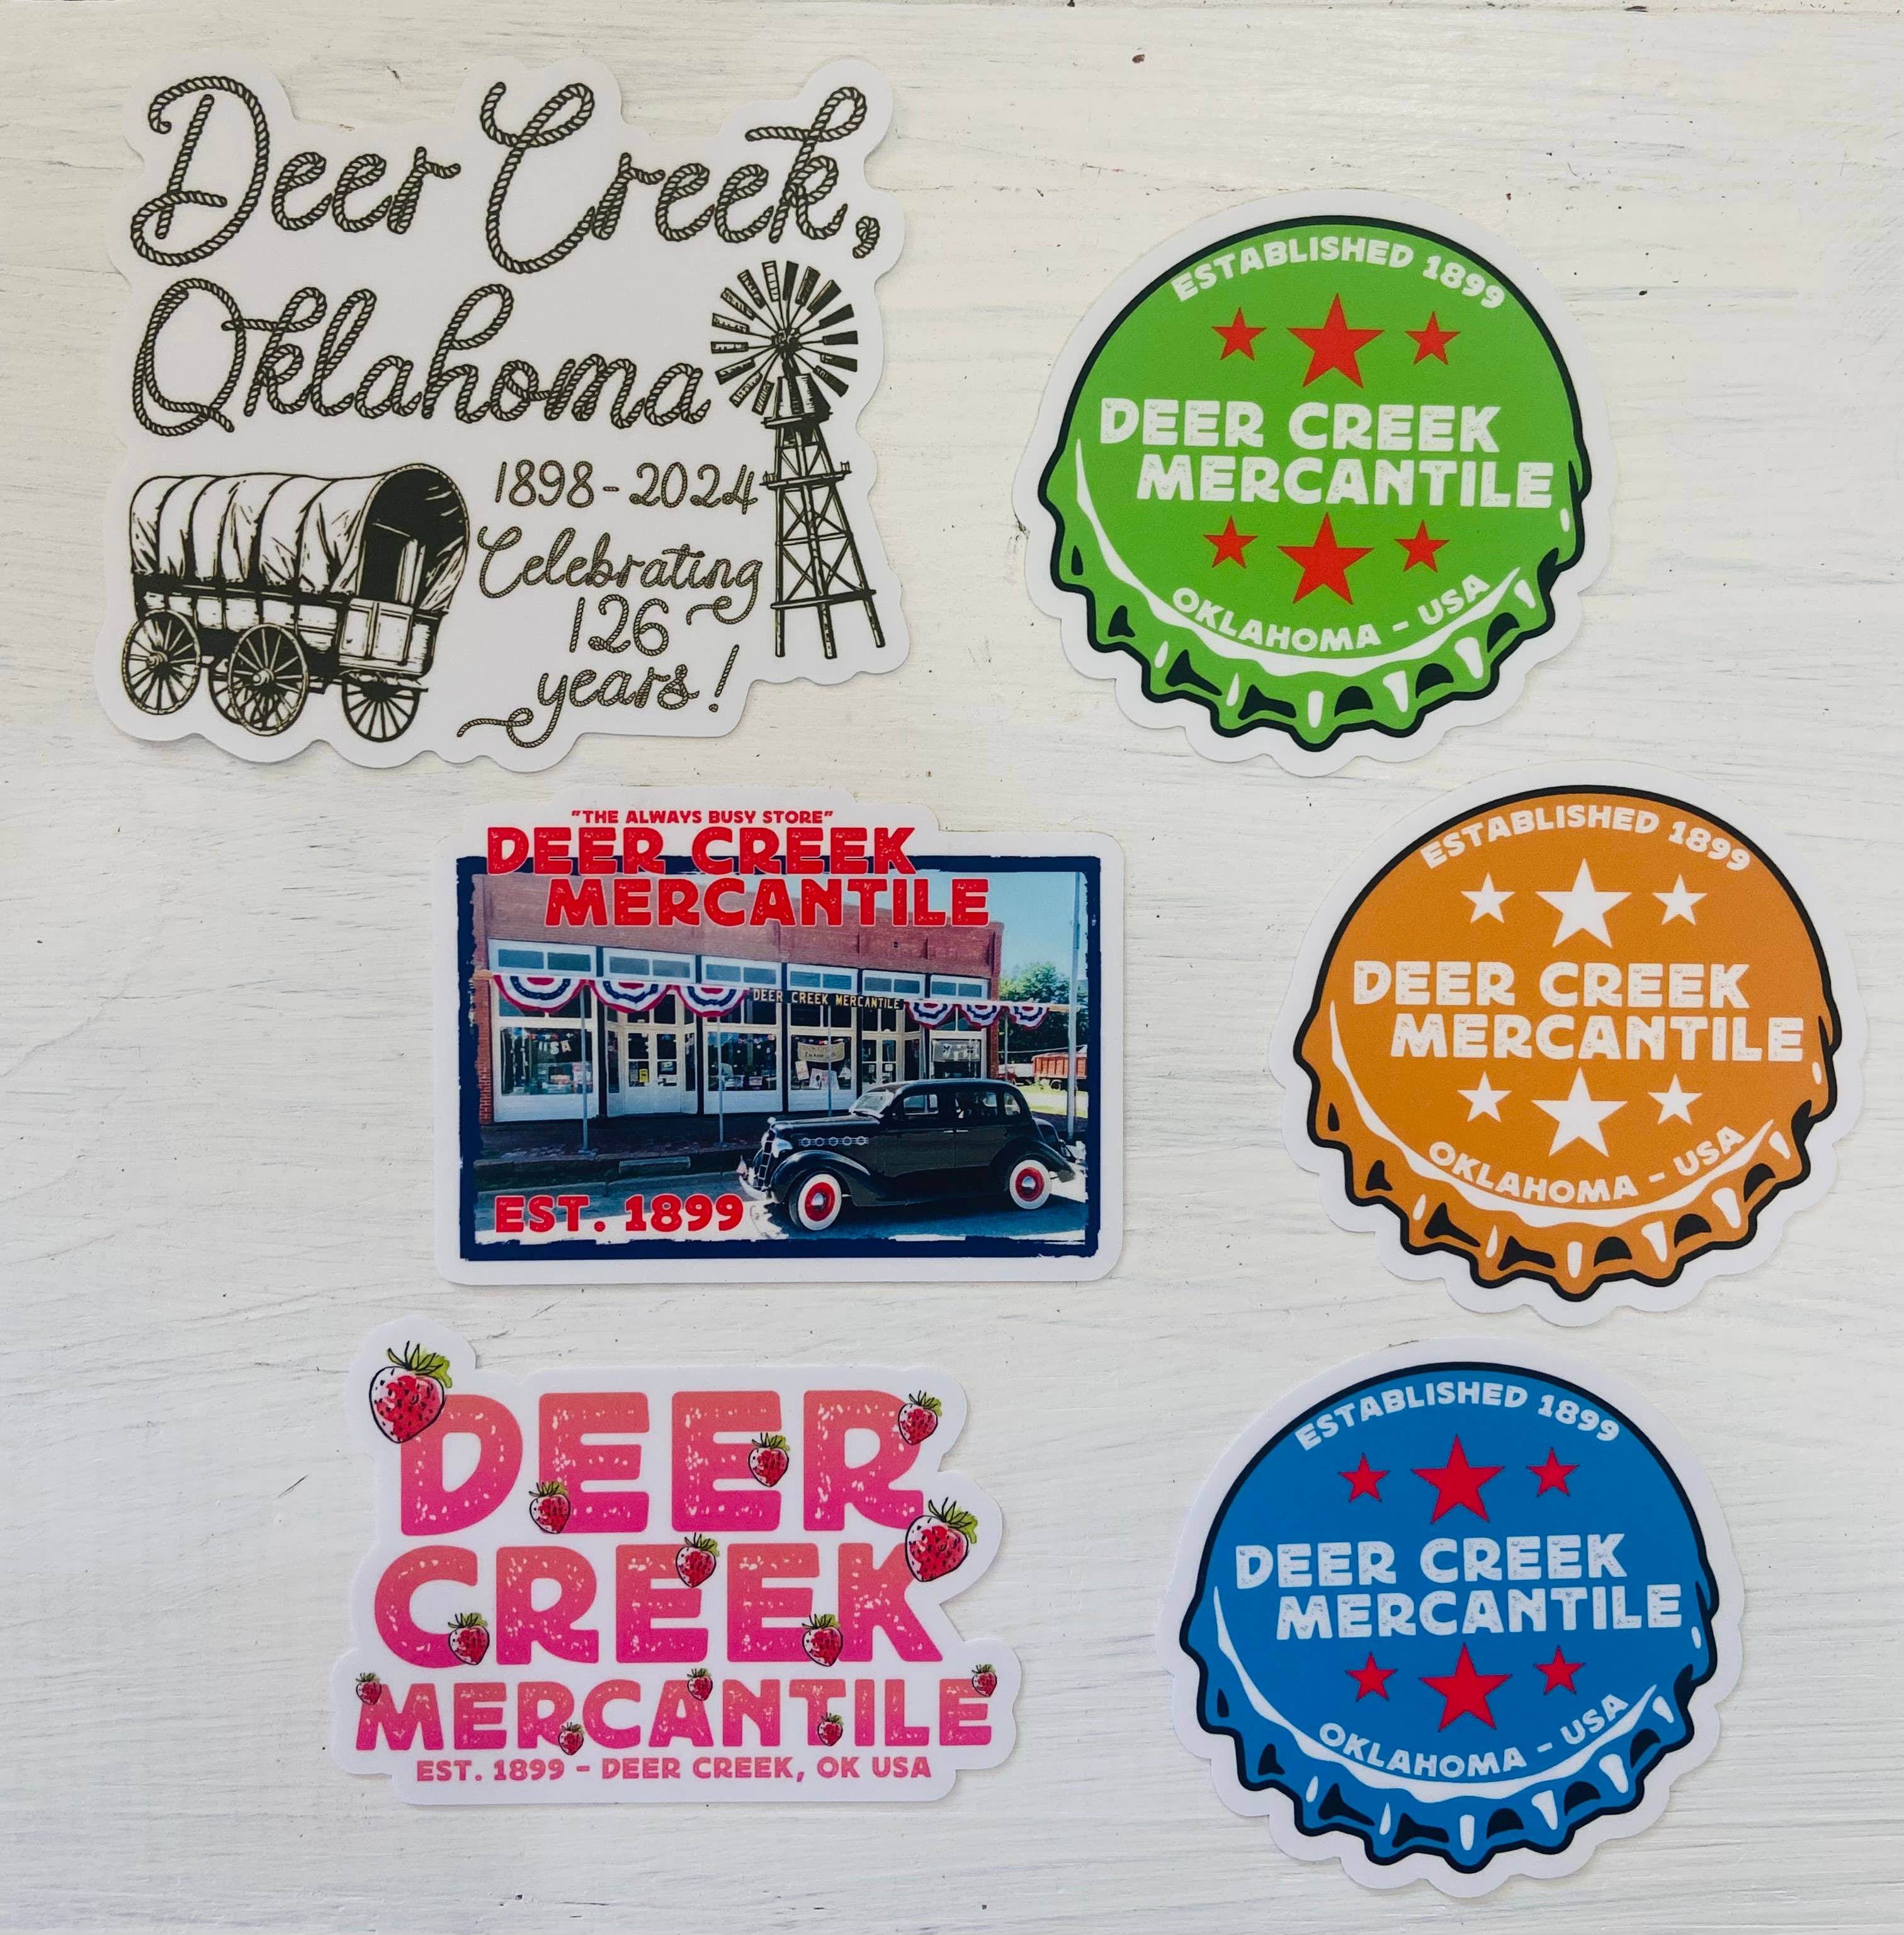 Deer Creek,
Oklahoma
1898-2024
Celebrating
126
years!
ESTABLISHED 1899
DEER CREEK
MERCANTILE
OKLAHOMA - USA
"THE ALWAYS BUSY STORE"
DEER CREEK
MERCANTILE
DEER CREEK MERCANTILE
USA
EST. 1899
ESTABLISHED 1899
DEER CREEK
MERCANTILE
OKLAHOMA - USA
DEER
CREEK
MERCANTILE
EST. 1899 - DEER CREEK, OK USA
ESTABLISHED 1899
DEER CREEK
MERCANTILE
OKLAHOMA - USA